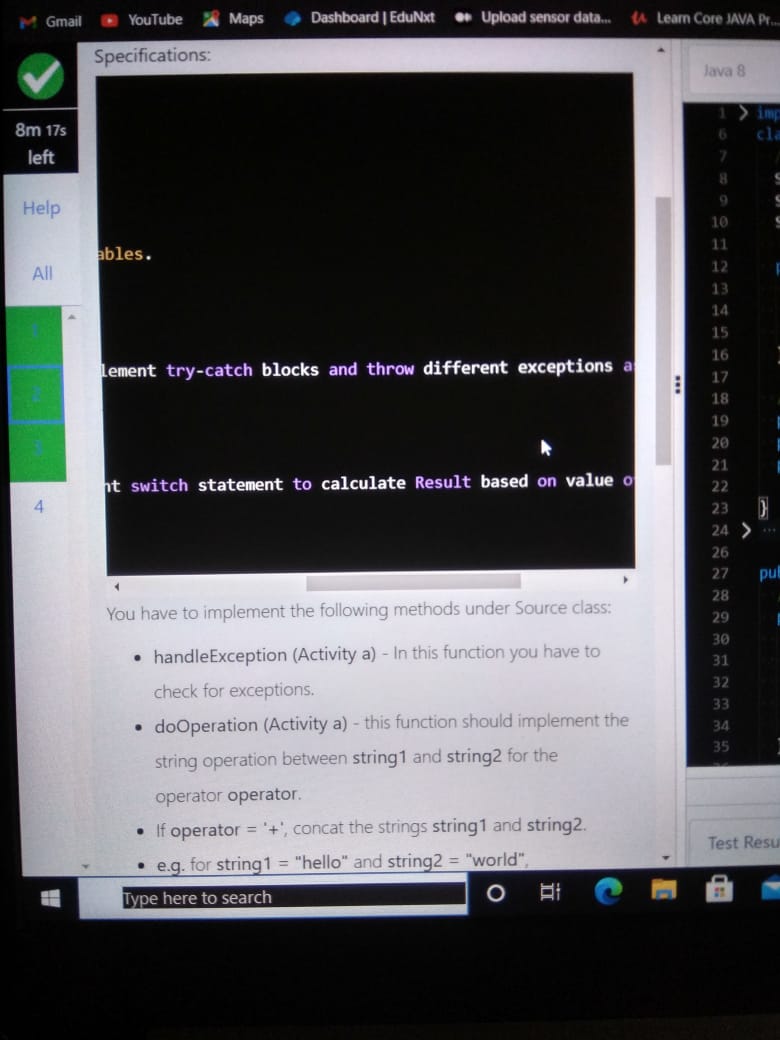 Gmail YouTube Maps Dashboard | EduNxt Upload sensor data... Learn Core JAVA Pr...
Specifications:
8m 17s
left
Help
All
1
2
3
4
ables.
lement try-catch blocks and throw different exceptions a
nt switch statement to calculate Result based on value o
You have to implement the following methods under Source class:
• handleException (Activity a) - In this function you have to
check for exceptions.
• doOperation (Activity a) - this function should implement the
string operation between string1 and string2 for the
operator operator.
• If operator = '+', concat the strings string1 and string2.
• e.g. for string1 = "hello" and string2 = "world",
Java 8
1 imp
6 cla
7
8 S
9 S
10 S
11
12
13
14
15
16
17
18
19
20
21
22
23 }
24 ...
26
27 pul
28
29
30
31
32
33
34
35
Test Resu
Type here to search